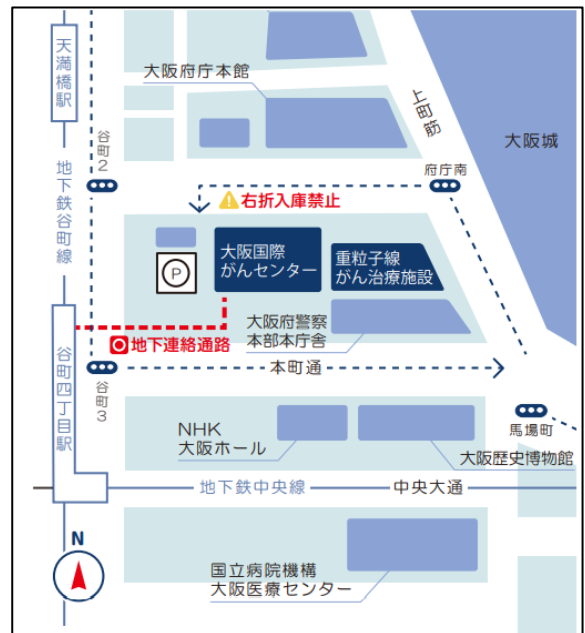 天満橋駅
大阪府庁本館
上町筋
大阪城
谷町2
府庁南
地下鉄谷町線
右折入庫禁止
P
大阪国際
がんセンター
重粒子線
がん治療施設
大阪府警察
本部本庁舎
地下連絡通路
本町通
谷町3
谷町四丁目駅
馬場町
NHK
大阪ホール
大阪歴史博物館
地下鉄中央線
中央大通
N
国立病院機構
大阪医療センター